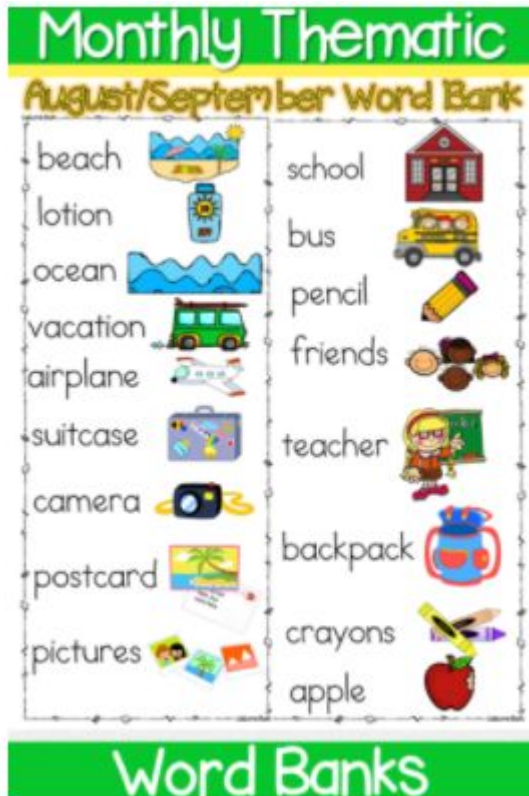 Monthly Thematic
August/September Word Bank
beach
lotion
ocean
vacation
airplane
suitcase
camera
postcard
pictures
school
bus
pencil
friends
teacher
backpack
crayons
apple
Word Banks